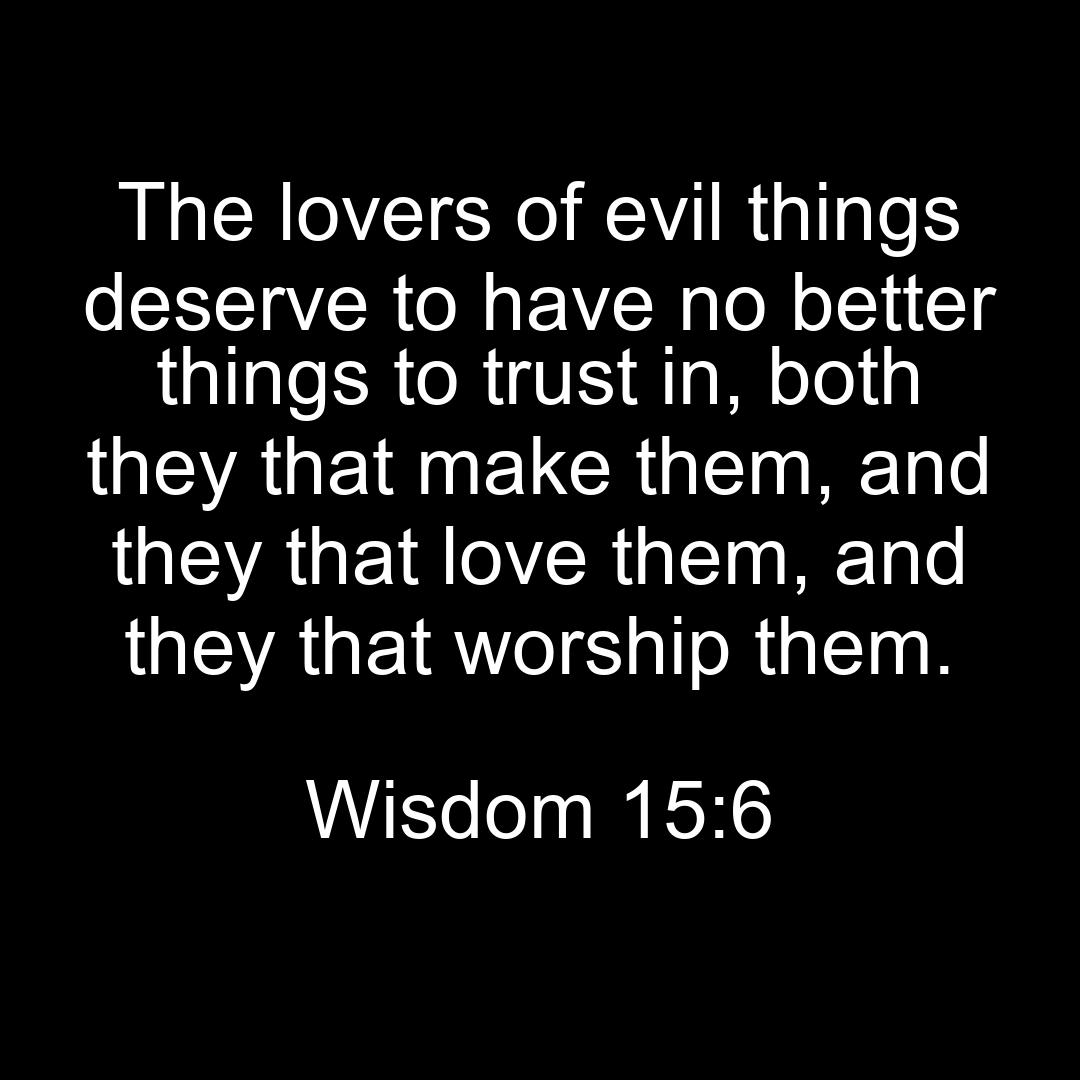 The lovers of evil things
deserve to have no better
things to trust in, both
they that make them, and
they that love them, and
they that worship them.
Wisdom 15:6